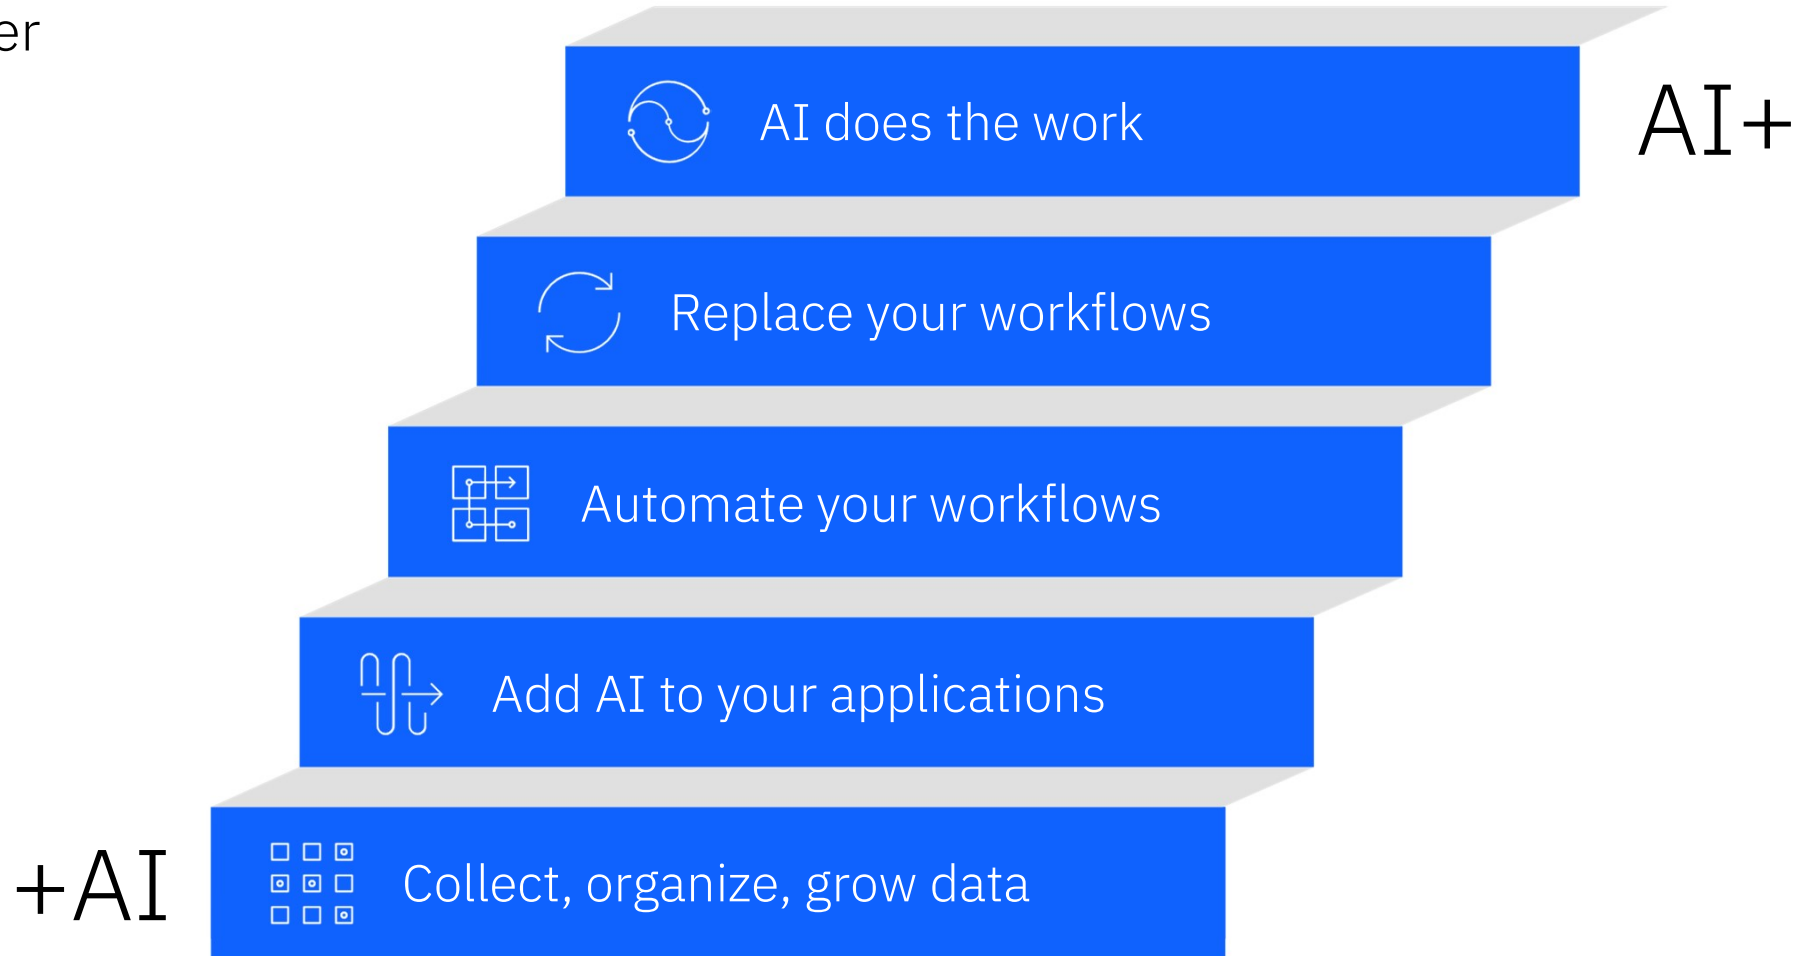 er
AI does the work
AI+
Replace your workflows
Automate your workflows
Add AI to your applications
+AI
Collect, organize, grow data